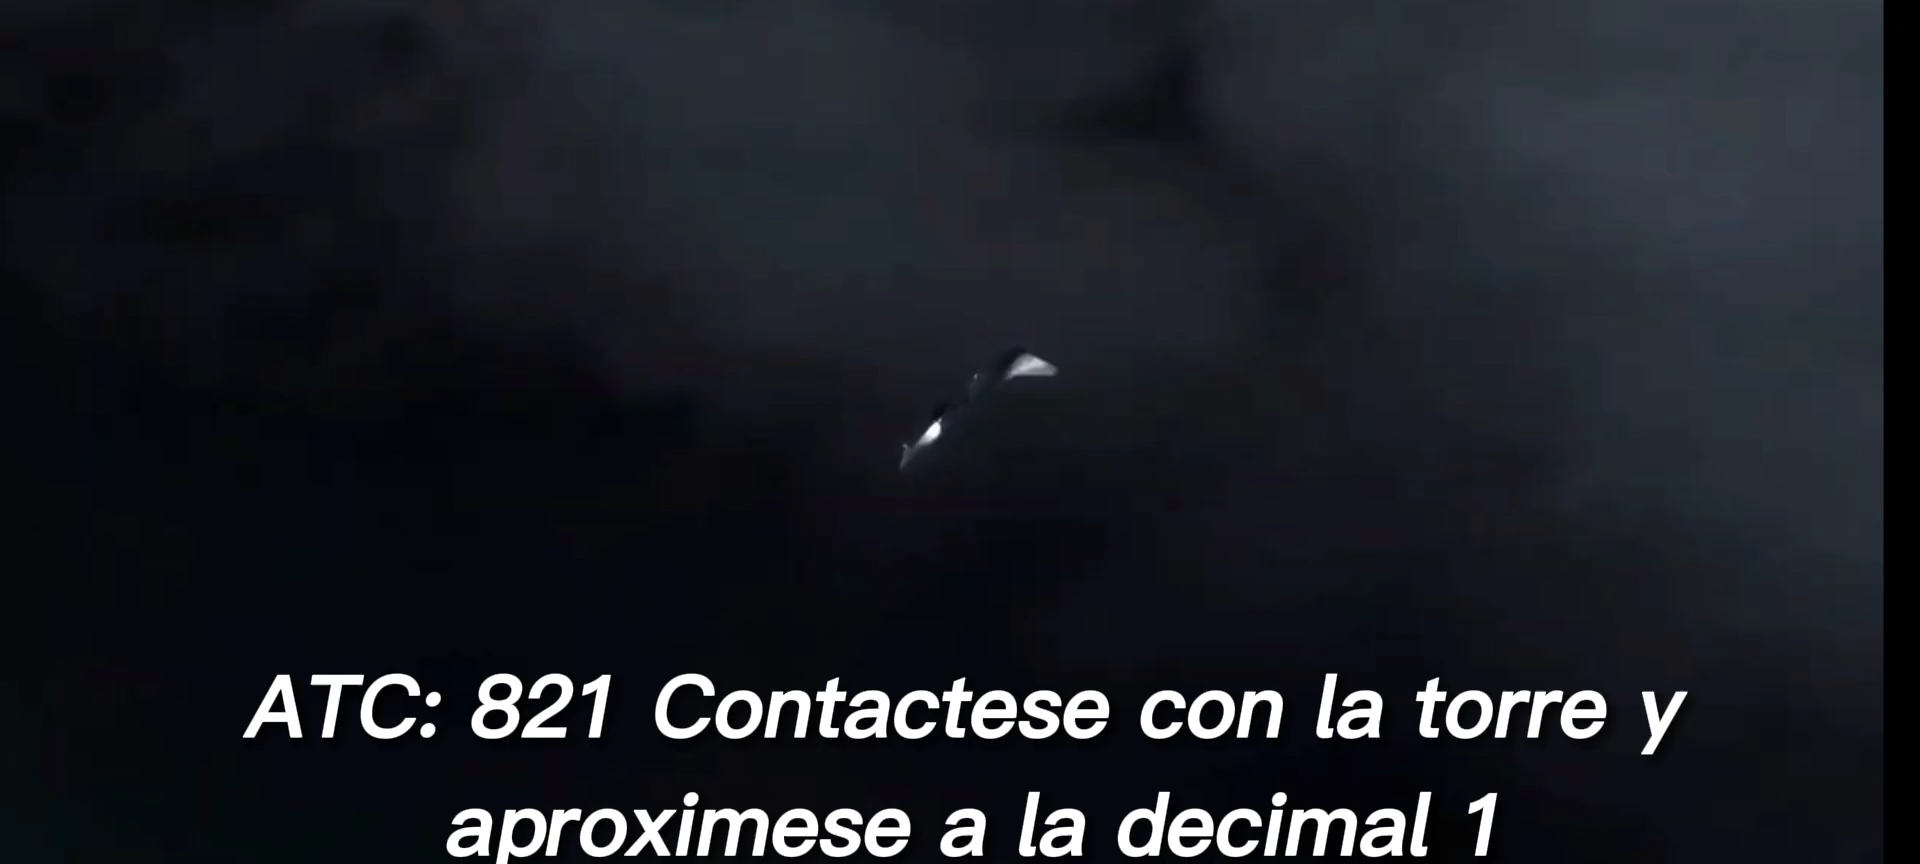 ATC: 821 Contactese con la torre y
aproximese a la decimal 1